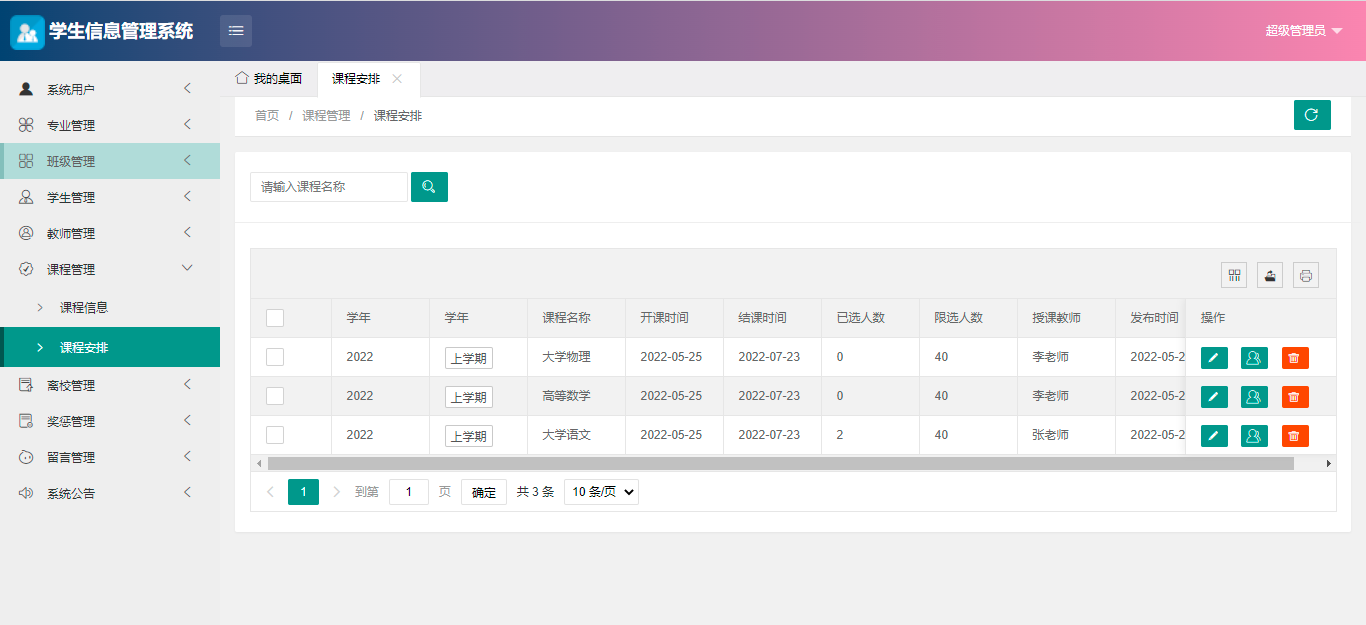 学生信息管理系统
超级管理员
系统用户
专业管理
班级管理
学生管理
教师管理
课程管理
课程信息
课程安排
离校管理
奖惩管理
留言管理
系统公告
我的桌面 课程安排
首页 / 课程管理 / 课程安排
请输入课程名称
学年 学年 课程名称 开课时间 结课时间 已选人数 限选人数 授课教师 发布时间 操作
2022 上学期 大学物理 2022-05-25 2022-07-23 0 40 李老师 2022-05-2
2022 上学期 高等数学 2022-05-25 2022-07-23 0 40 李老师 2022-05-2
2022 上学期 大学语文 2022-05-25 2022-07-23 2 40 张老师 2022-05-2
1 到第 1 页 确定 共 3 条 10 条/页